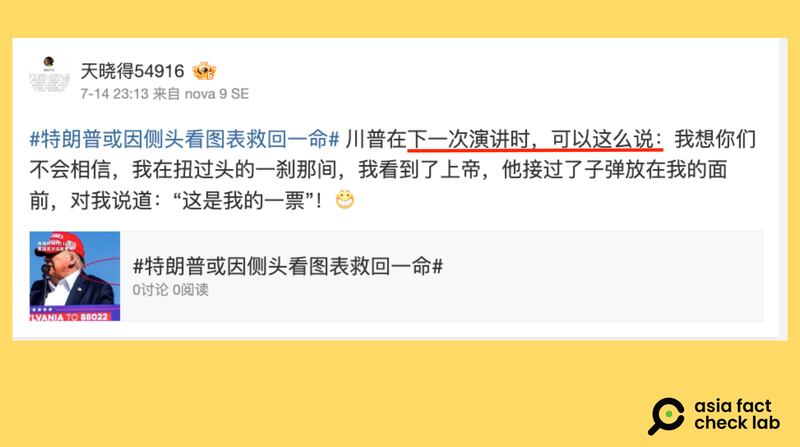 天晓得54916
7-14 23:13 来自 nova 9 SE
#特朗普或因侧头看图表救回一命# 川普在下一次演讲时，可以这么说：我想你们
不会相信，我在扭过头的一刹那间，我看到了上帝，他接过了子弹放在我的面
前，对我说道：“这是我的一票”！
#特朗普或因侧头看图表救回一命#
0讨论 0阅读
LVANIA TO 88022
asia fact
check lab